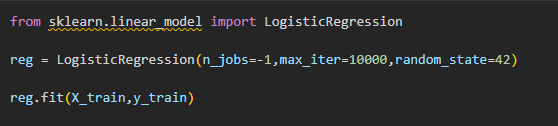 from sklearn.linear_model import LogisticRegression
reg = LogisticRegression(n_jobs=-1,max_iter=10000,random_state=42)
reg.fit(X_train,y_train)